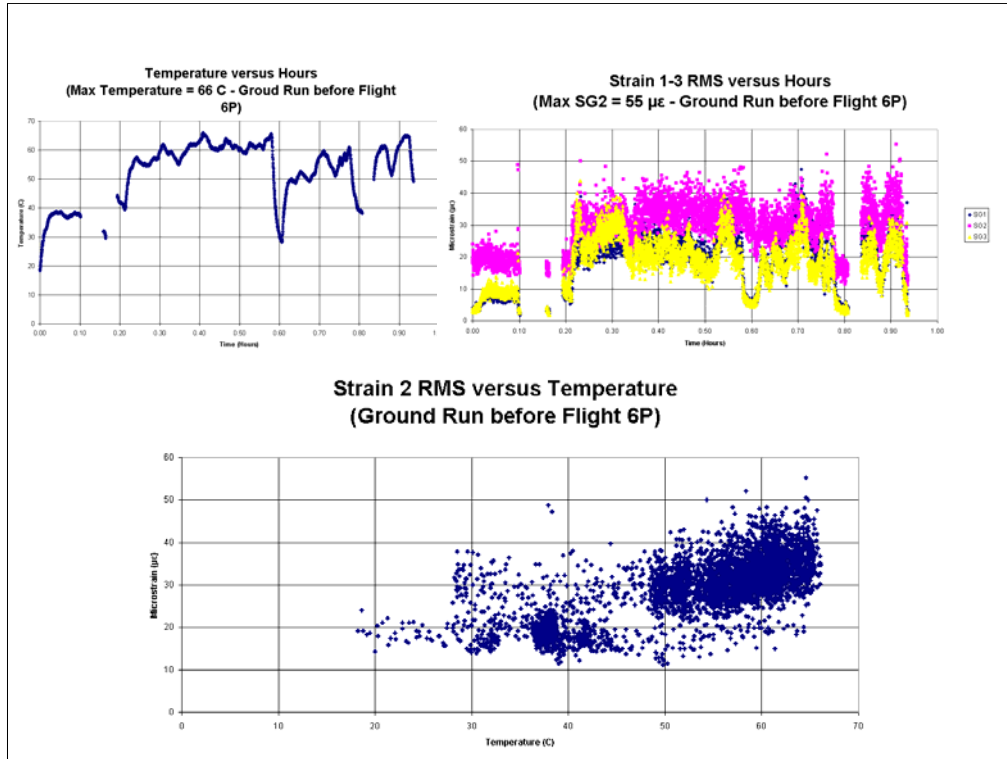 Temperature versus Hours
(Max Temperature = 66 C - Groud Run before Flight
6P)
70
60
50
40
30
20
10
0
0.00 0.10 0.20 0.30 0.40 0.50 0.60 0.70 0.80 0.90 1
Temperature (C)
Time (Hours)
Strain 1-3 RMS versus Hours
(Max SG2 = 55 µε - Ground Run before Flight 6P)
60
50
40
30
20
10
0
0.00 0.10 0.20 0.30 0.40 0.50 0.60 0.70 0.80 0.90 1.00
Microstrain (µε)
Time (Hours)
SG1
SG2
SG3
Strain 2 RMS versus Temperature
(Ground Run before Flight 6P)
60
50
40
30
20
10
0
0 10 20 30 40 50 60 70
Microstrain (µε)
Temperature (C)